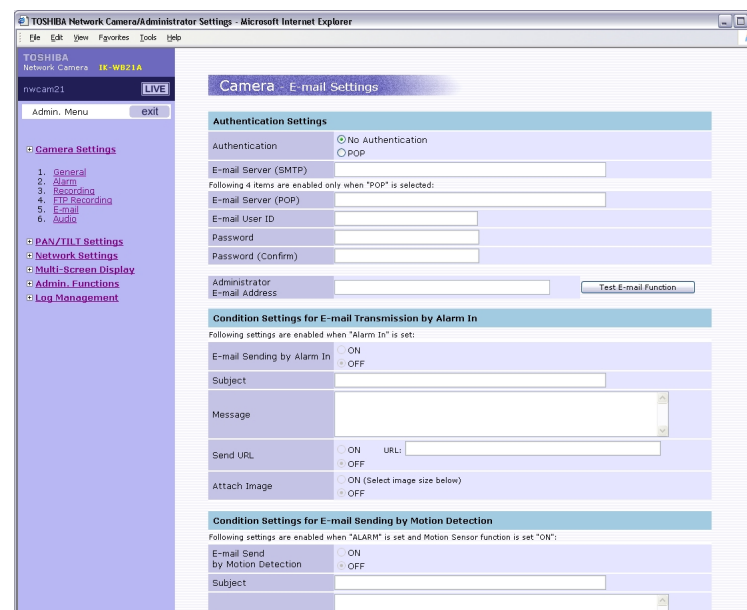 TOSHIBA Network Camera/Administrator Settings - Microsoft Internet Explorer
File Edit View Favorites Tools Help
TOSHIBA
Network Camera IK-WB21A
nwcam21 LIVE
Admin. Menu exit
Camera Settings
1. General
2. Alarm
3. Recording
4. FTP Recording
5. E-mail
6. Audio
PAN/TILT Settings
Network Settings
Multi-Screen Display
Admin. Functions
Log Management
Camera - E-mail Settings
Authentication Settings
Authentication
No Authentication
POP
E-mail Server (SMTP)
Following 4 items are enabled only when "POP" is selected:
E-mail Server (POP)
E-mail User ID
Password
Password (Confirm)
Administrator
E-mail Address
Test E-mail Function
Condition Settings for E-mail Transmission by Alarm In
Following settings are enabled when "Alarm In" is set:
E-mail Sending by Alarm In
ON
OFF
Subject
Message
Send URL
ON URL:
OFF
Attach Image
ON (Select image size below)
OFF
Condition Settings for E-mail Sending by Motion Detection
Following settings are enabled when "ALARM" is set and Motion Sensor function is set "ON":
E-mail Send
by Motion Detection
ON
OFF
Subject